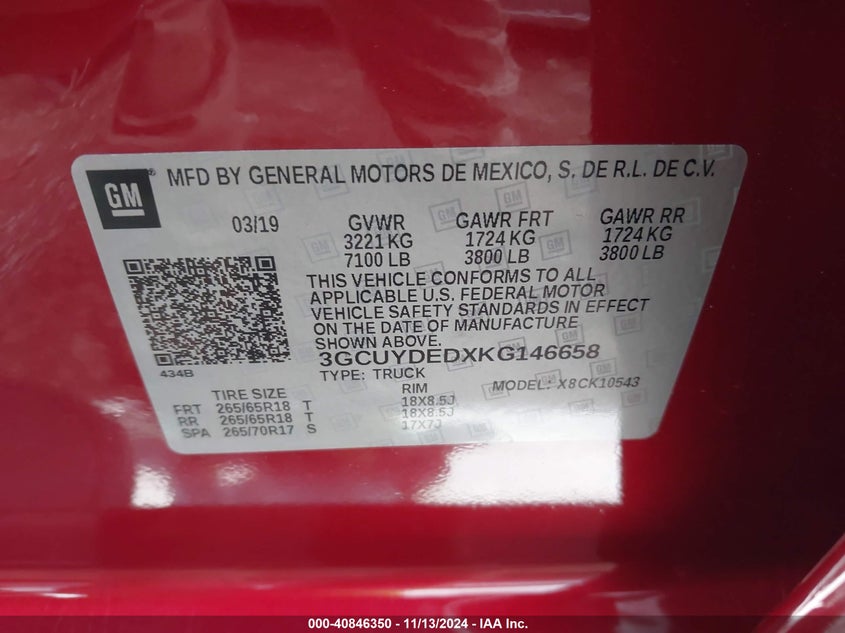 GM
MFD BY GENERAL MOTORS DE MEXICO, S. DE R.L. DE C.V.
03/19 GVWR GAWR FRT GAWR RR
3221 KG 1724 KG 1724 KG
7100 LB 3800 LB 3800 LB
THIS VEHICLE CONFORMS TO ALL
APPLICABLE U.S. FEDERAL MOTOR
VEHICLE SAFETY STANDARDS IN EFFECT
ON THE DATE OF MANUFACTURE
SHOWN ABOVE.
3GCUYDEDXKG146658
434B
TYPE: TRUCK MODEL: X8CK10543
TIRE SIZE RIM
FRT 265/65R18 T 18X8.5J
RR 265/65R18 T 18X8.5J
SPA 265/70R17 S 17X7J
000-40846350 - 11/13/2024 - IAA Inc.